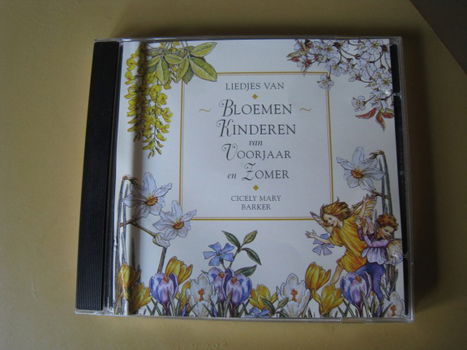 LIEDJES VAN
~ BLOEMEN ~
KINDEREN
van
VOORJAAR
en ZOMER
CICELY MARY
BARKER